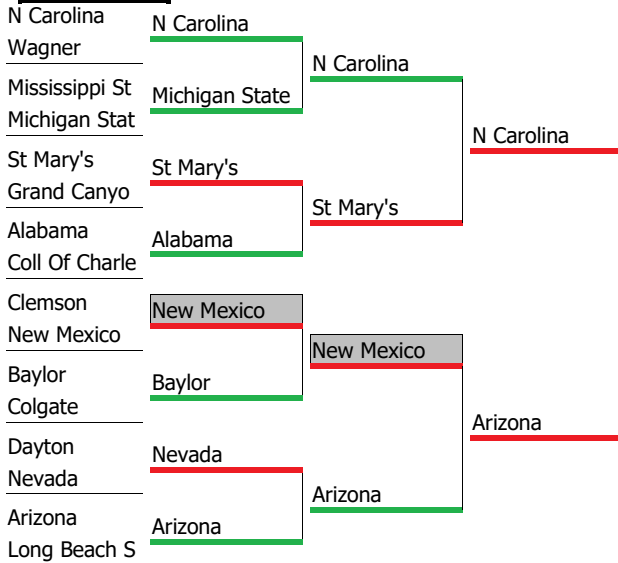 N Carolina
Wagner
Mississippi St
Michigan Stat
St Mary's
Grand Canyo
Alabama
Coll Of Charle
Clemson
New Mexico
Baylor
Colgate
Dayton
Nevada
Arizona
Long Beach S
N Carolina
Michigan State
St Mary's
Alabama
New Mexico
Baylor
Nevada
Arizona
N Carolina
St Mary's
New Mexico
Arizona
N Carolina
Arizona